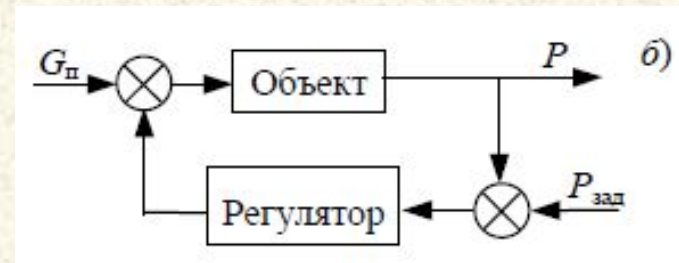 Gп
Объект
P
б)
Регулятор
Pзад